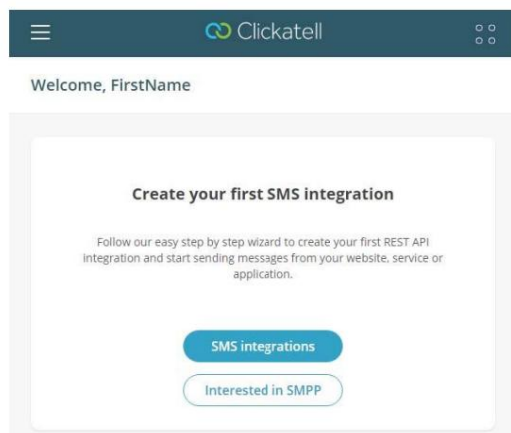 Clickatell
Welcome, FirstName
Create your first SMS integration
Follow our easy step by step wizard to create your first REST API
integration and start sending messages from your website, service or
application.
SMS integrations
Interested in SMPP